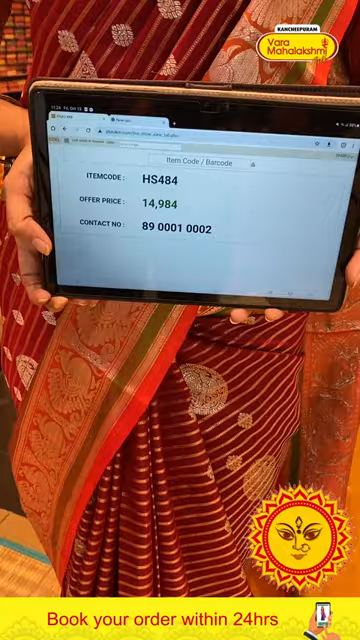 KANCHEEPURAM
Vara
Mahalakshmi
Item Code / Barcode
ITEMCODE : HS484
OFFER PRICE : 14,984
CONTACT NO : 89 0001 0002
Book your order within 24hrs